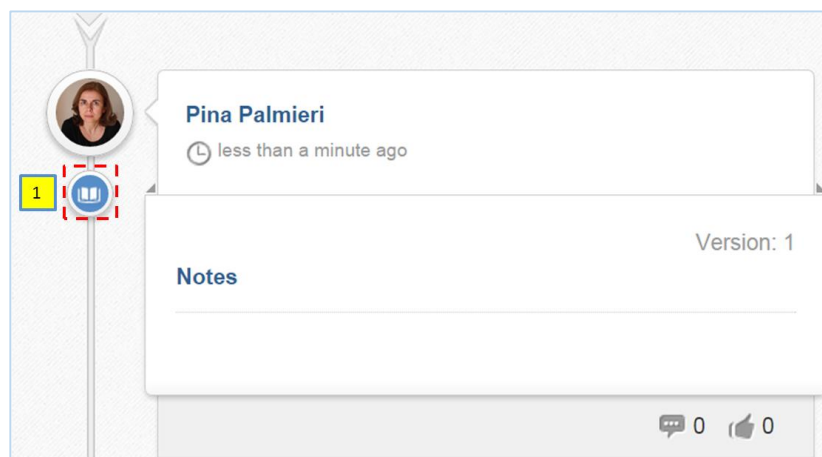 Pina Palmieri
less than a minute ago
1
Version: 1
Notes
0 0